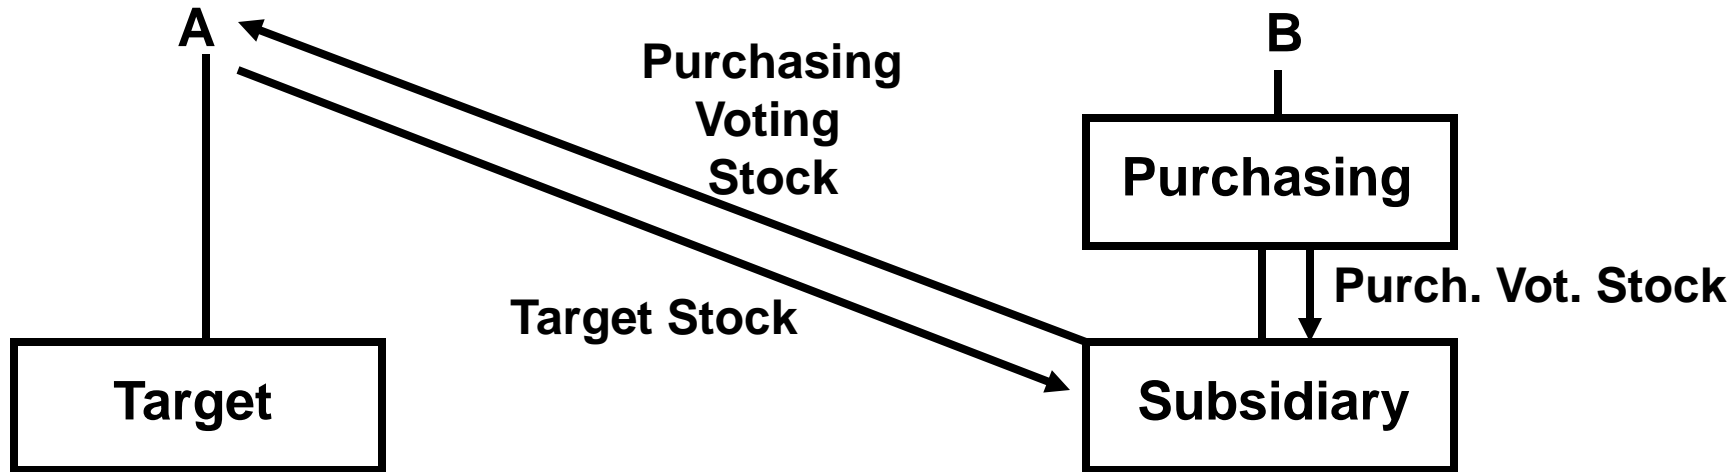 A
B
Purchasing
Voting
Stock
Purchasing
Purch. Vot. Stock
Target Stock
Target
Subsidiary